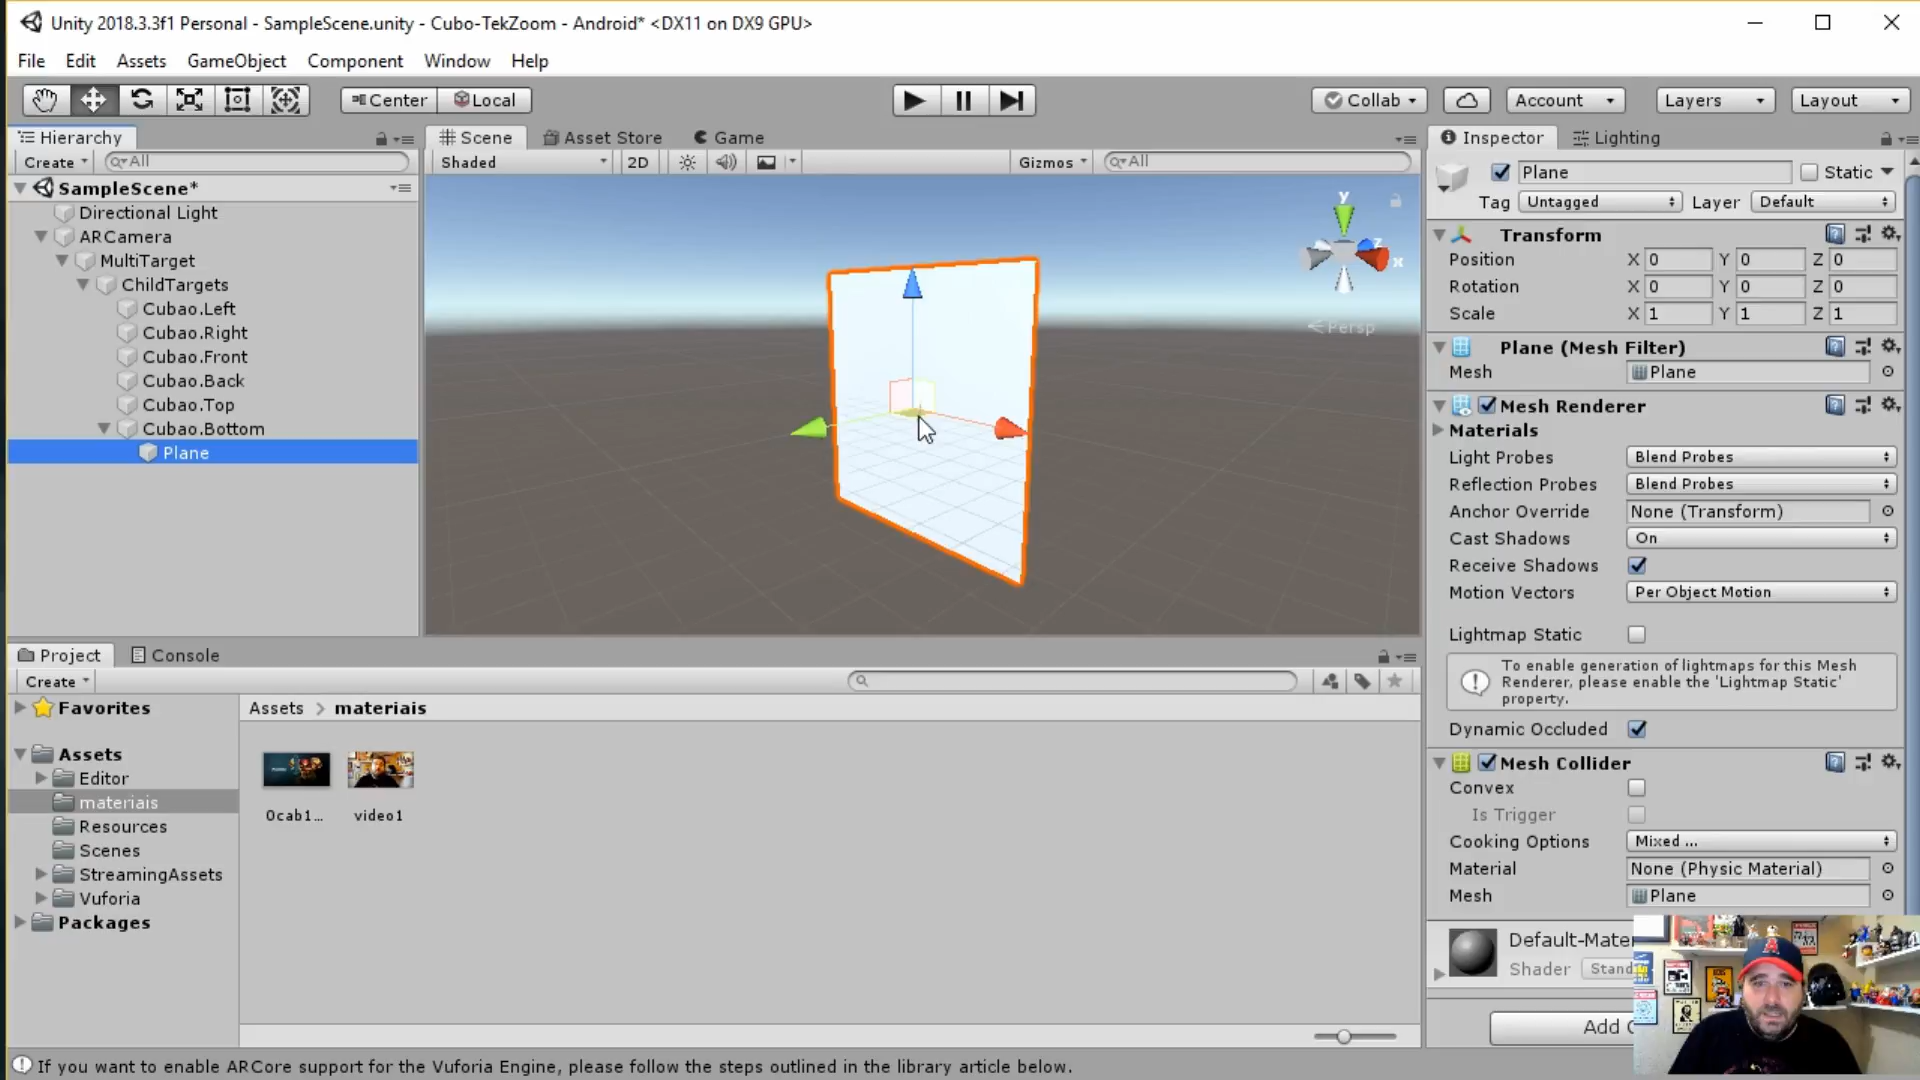 Unity 2018.3.3f1 Personal - SampleScene.unity - Cubo-TekZoom - Android* <DX11 on DX9 GPU>
File Edit Assets GameObject Component Window Help
Center Local Collab Account Layers Layout
Hierarchy
Create All
SampleScene*
Directional Light
ARCamera
MultiTarget
ChildTargets
Cubao.Left
Cubao.Right
Cubao.Front
Cubao.Back
Cubao.Top
Cubao.Bottom
Plane
Scene Asset Store Game
Shaded 2D Gizmos All
y
z
x
Persp
Inspector Lighting
Plane Static
Tag Untagged Layer Default
Transform
Position X 0 Y 0 Z 0
Rotation X 0 Y 0 Z 0
Scale X 1 Y 1 Z 1
Plane (Mesh Filter)
Mesh Plane
Mesh Renderer
Materials
Light Probes Blend Probes
Reflection Probes Blend Probes
Anchor Override None (Transform)
Cast Shadows On
Receive Shadows
Motion Vectors Per Object Motion
Lightmap Static
To enable generation of lightmaps for this Mesh
Renderer, please enable the 'Lightmap Static'
property.
Dynamic Occluded
Mesh Collider
Convex
Is Trigger
Cooking Options Mixed ...
Material None (Physic Material)
Mesh Plane
Default-Mate
Shader Stand
Add
Project Console
Create
Favorites
Assets
Editor
materiais
Resources
Scenes
StreamingAssets
Vuforia
Packages
Assets > materiais
Ocab1... video1
If you want to enable ARCore support for the Vuforia Engine, please follow the steps outlined in the library article below.